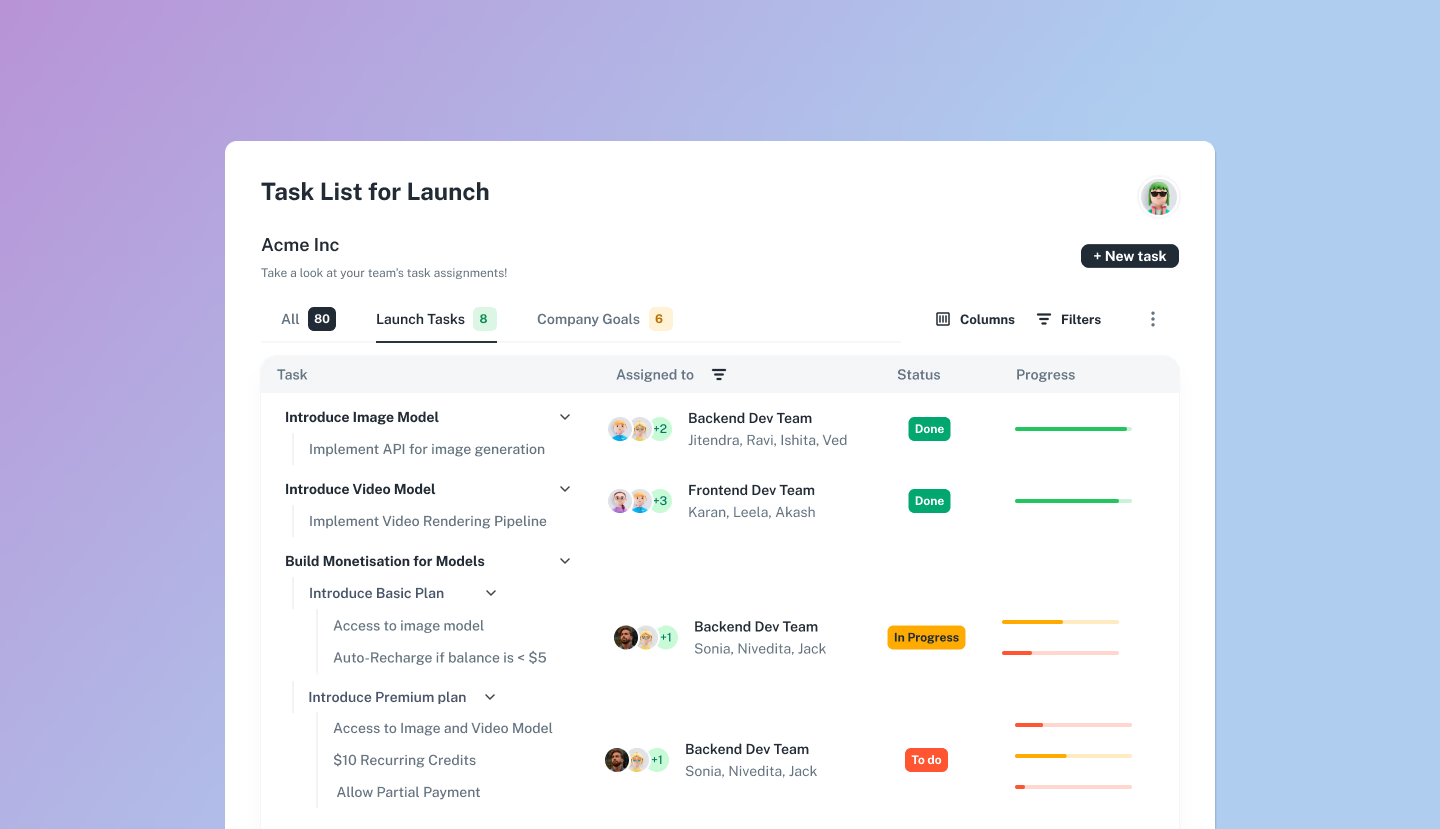 Task List for Launch
Acme Inc
Take a look at your team's task assignments!
+ New task
All 80 Launch Tasks 8 Company Goals 6 Columns Filters
Task Assigned to Status Progress
Introduce Image Model
Implement API for image generation
+2 Backend Dev Team
Jitendra, Ravi, Ishita, Ved
Done
Introduce Video Model
Implement Video Rendering Pipeline
+3 Frontend Dev Team
Karan, Leela, Akash
Done
Build Monetisation for Models
Introduce Basic Plan
Access to image model
Auto-Recharge if balance is < $5
+1 Backend Dev Team
Sonia, Nivedita, Jack
In Progress
Introduce Premium plan
Access to Image and Video Model
$10 Recurring Credits
Allow Partial Payment
+1 Backend Dev Team
Sonia, Nivedita, Jack
To do